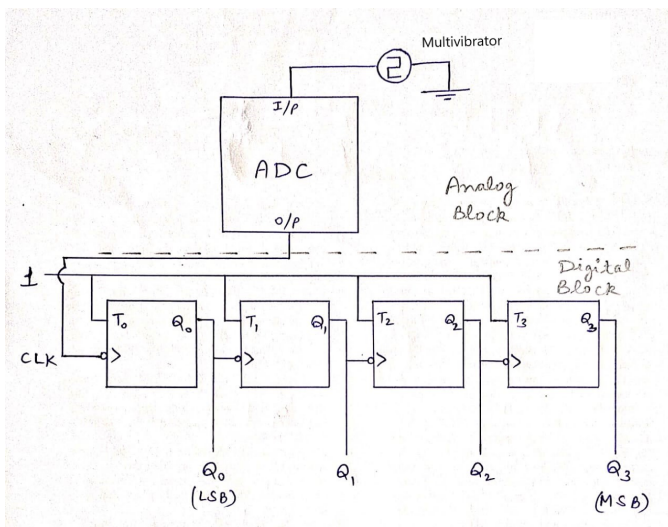 Multivibrator
I/P
ADC
O/P
Analog
Block
Digital
Block
1
T0 Q0 T1 Q1 T2 Q2 T3 Q3
CLK
Q0 Q1 Q2 Q3
(LSB) (MSB)